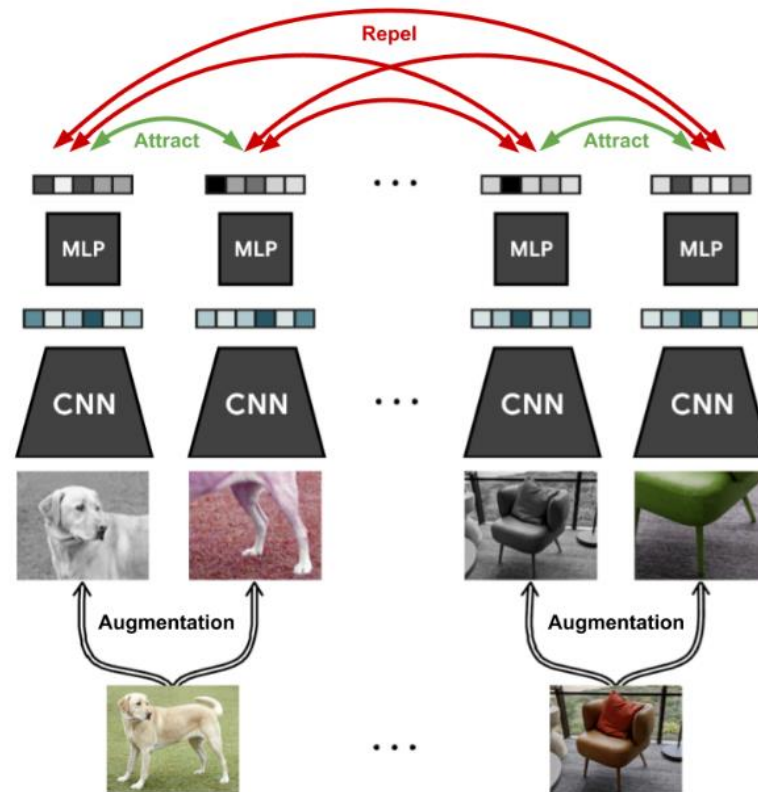 Repel
Attract Attract
MLP MLP MLP MLP
CNN CNN CNN CNN
Augmentation Augmentation